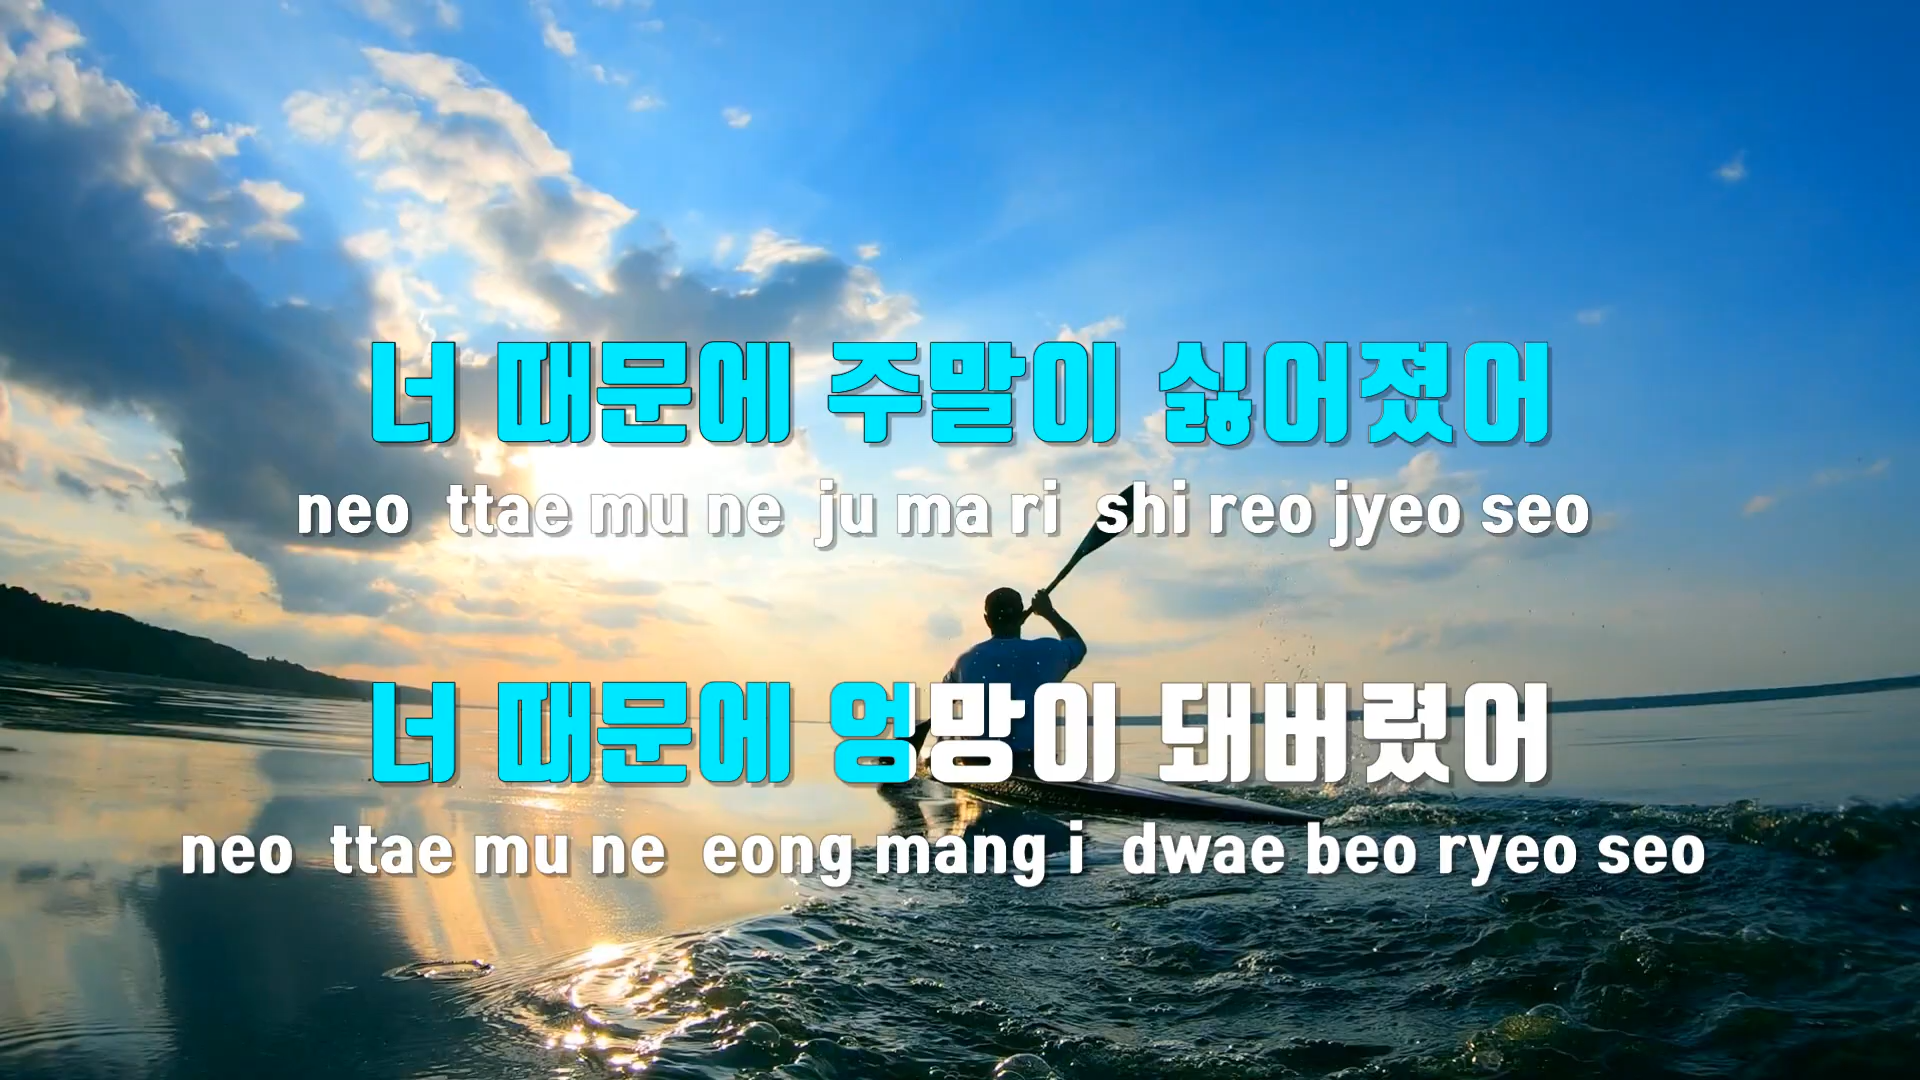 너 때문에 주말이 싫어졌어
neo ttae mu ne ju ma ri shi reo jyeo seo
너 때문에 엉망이 돼버렸어
neo ttae mu ne eong mang i dwae beo ryeo seo